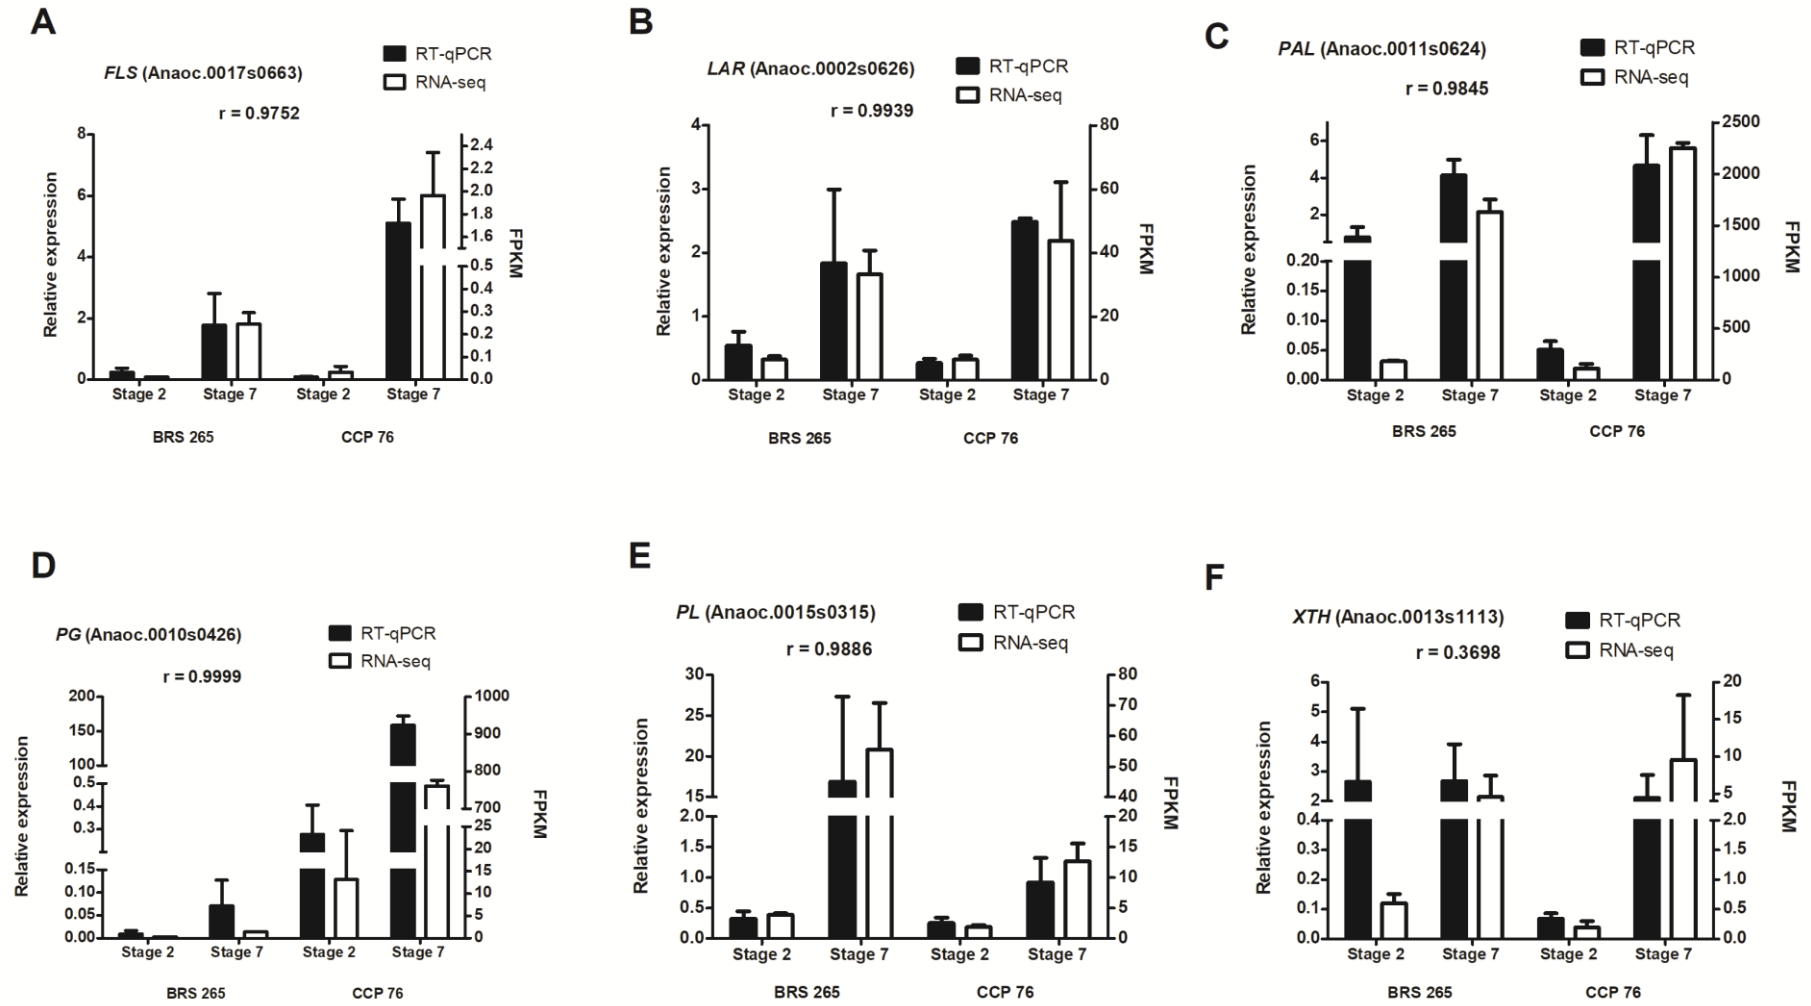 A
FLS (Anaoc.0017s0663)
r = 0.9752
RT-qPCR
RNA-seq
Relative expression
8
6
4
2
0
2.4
2.2
2.0
1.8
1.6
0.5
0.4
0.3
0.2
0.1
0.0
FPKM
Stage 2 Stage 7 Stage 2 Stage 7
BRS 265 CCP 76
B
LAR (Anaoc.0002s0626)
r = 0.9939
RT-qPCR
RNA-seq
Relative expression
4
3
2
1
0
80
60
40
20
0
FPKM
Stage 2 Stage 7 Stage 2 Stage 7
BRS 265 CCP 76
C
PAL (Anaoc.0011s0624)
r = 0.9845
RT-qPCR
RNA-seq
Relative expression
6
4
2
0.20
0.15
0.10
0.05
0.00
2500
2000
1500
1000
500
0
FPKM
Stage 2 Stage 7 Stage 2 Stage 7
BRS 265 CCP 76
D
PG (Anaoc.0010s0426)
r = 0.9999
RT-qPCR
RNA-seq
Relative expression
200
150
100
0.5
0.4
0.3
0.15
0.10
0.05
0.00
1000
900
800
700
25
20
15
10
5
0
FPKM
Stage 2 Stage 7 Stage 2 Stage 7
BRS 265 CCP 76
E
PL (Anaoc.0015s0315)
r = 0.9886
RT-qPCR
RNA-seq
Relative expression
30
25
20
15
2.0
1.5
1.0
0.5
0.0
80
70
60
50
40
20
15
10
5
0
FPKM
Stage 2 Stage 7 Stage 2 Stage 7
BRS 265 CCP 76
F
XTH (Anaoc.0013s1113)
r = 0.3698
RT-qPCR
RNA-seq
Relative expression
6
5
4
3
2
0.4
0.3
0.2
0.1
0.0
20
15
10
5
2.0
1.5
1.0
0.5
0.0
FPKM
Stage 2 Stage 7 Stage 2 Stage 7
BRS 265 CCP 76